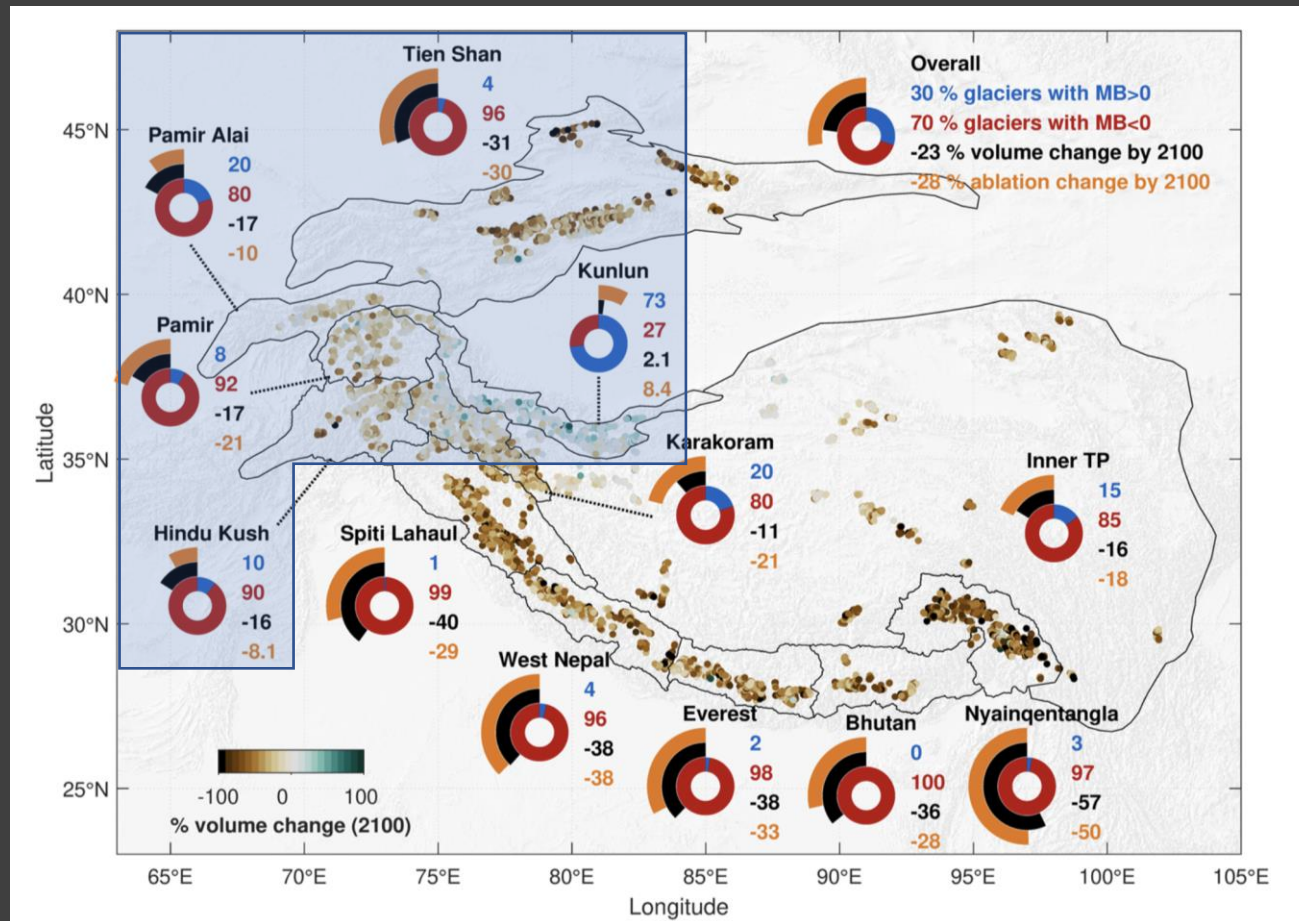 Overall
30 % glaciers with MB>0
70 % glaciers with MB<0
-23 % volume change by 2100
-28 % ablation change by 2100
Tien Shan
4
96
-31
-30
Pamir Alai
20
80
-17
-10
Kunlun
73
27
2.1
8.4
Pamir
8
92
-17
-21
Karakoram
20
80
-11
-21
Inner TP
15
85
-16
-18
Hindu Kush
10
90
-16
-8.1
Spiti Lahaul
1
99
-40
-29
West Nepal
4
96
-38
-38
Everest
2
98
-38
-33
Bhutan
0
100
-36
-28
Nyainqentangla
3
97
-57
-50
-100 0 100
% volume change (2100)
Latitude
45°N
40°N
35°N
30°N
25°N
65°E 70°E 75°E 80°E 85°E 90°E 95°E 100°E 105°E
Longitude